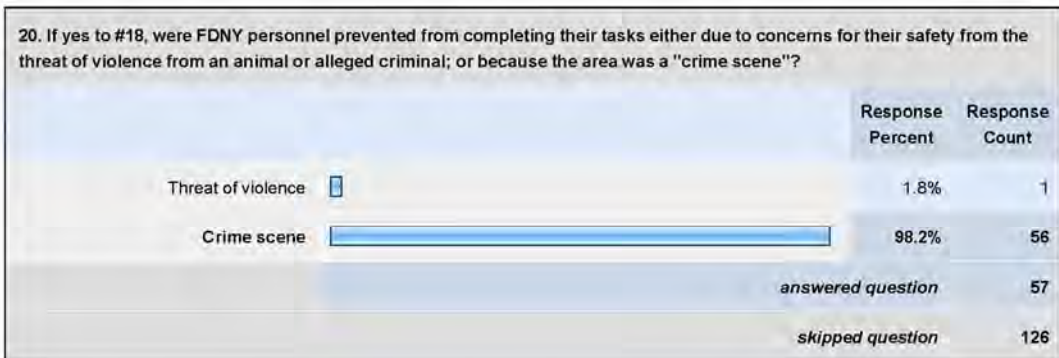 20. If yes to #18, were FDNY personnel prevented from completing their tasks either due to concerns for their safety from the
threat of violence from an animal or alleged criminal; or because the area was a "crime scene"?
Response Percent Response Count
Threat of violence 1.8% 1
Crime scene 98.2% 56
answered question 57
skipped question 126